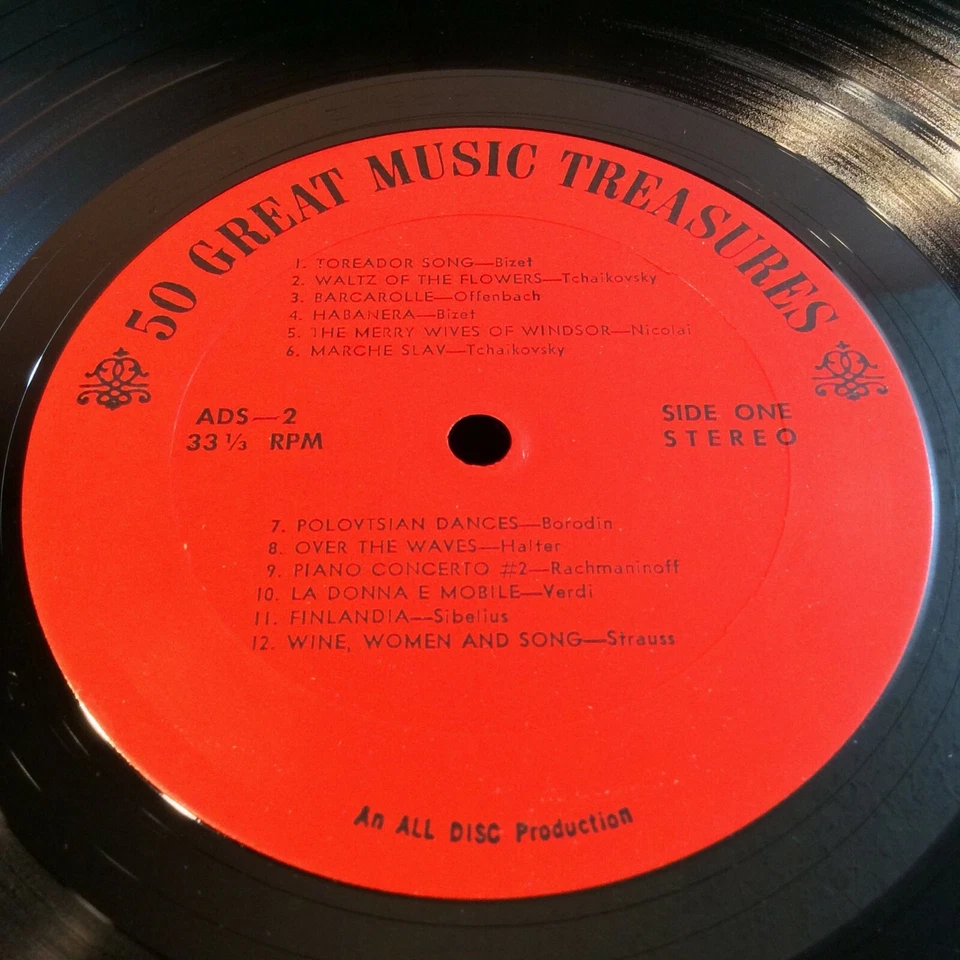 50 GREAT MUSIC TREASURES
1. TOREADOR SONG—Bizet
2. WALTZ OF THE FLOWERS—Tchaikovsky
3. BARCAROLLE—Offenbach
4. HABANERA—Bizet
5. THE MERRY WIVES OF WINDSOR—Nicolai
6. MARCHE SLAV—Tchaikovsky
ADS—2
33 1/3 RPM
SIDE ONE
STEREO
7. POLOVTSIAN DANCES—Borodin
8. OVER THE WAVES—Halter
9. PIANO CONCERTO #2—Rachmaninoff
10. LA DONNA E MOBILE—Verdi
11. FINLANDIA—Sibelius
12. WINE, WOMEN AND SONG—Strauss
An ALL DISC Production